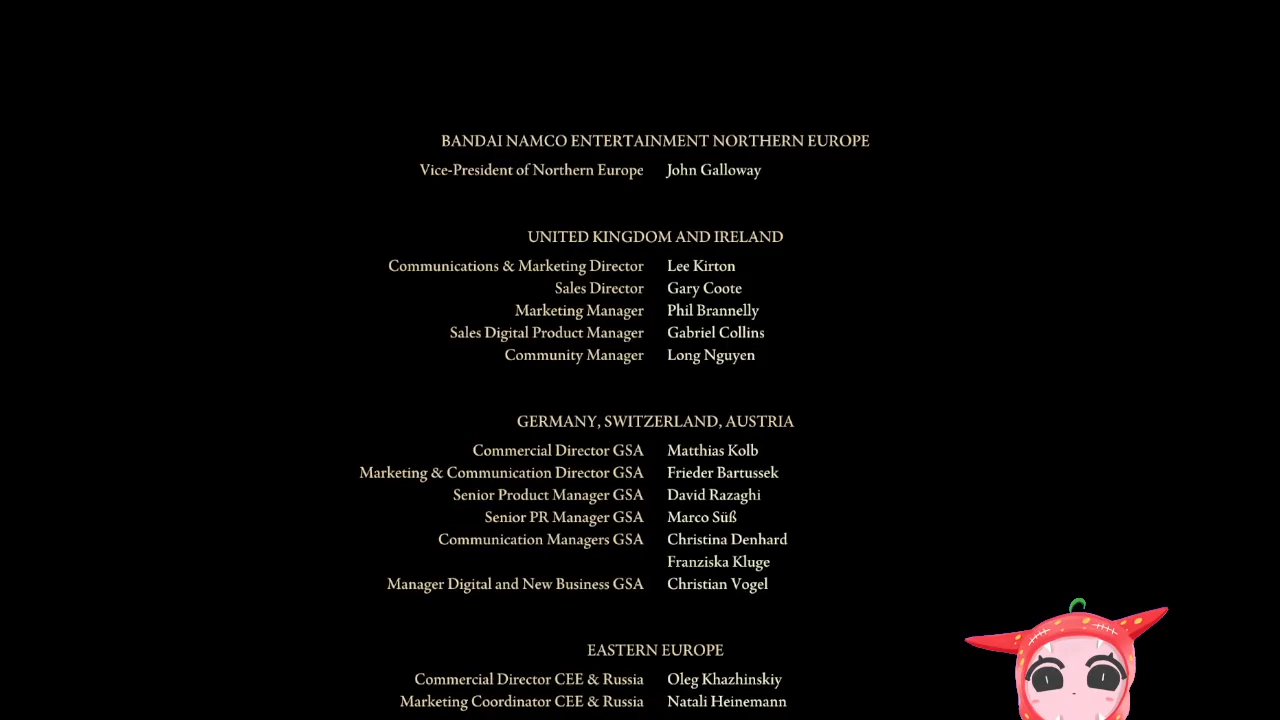 BANDAI NAMCO ENTERTAINMENT NORTHERN EUROPE
Vice-President of Northern Europe John Galloway
UNITED KINGDOM AND IRELAND
Communications & Marketing Director Lee Kirton
Sales Director Gary Coote
Marketing Manager Phil Brannelly
Sales Digital Product Manager Gabriel Collins
Community Manager Long Nguyen
GERMANY, SWITZERLAND, AUSTRIA
Commercial Director GSA Matthias Kolb
Marketing & Communication Director GSA Frieder Bartussek
Senior Product Manager GSA David Razaghi
Senior PR Manager GSA Marco Süß
Communication Managers GSA Christina Denhard
Franziska Kluge
Manager Digital and New Business GSA Christian Vogel
EASTERN EUROPE
Commercial Director CEE & Russia Oleg Khazhinskiy
Marketing Coordinator CEE & Russia Natali Heinemann